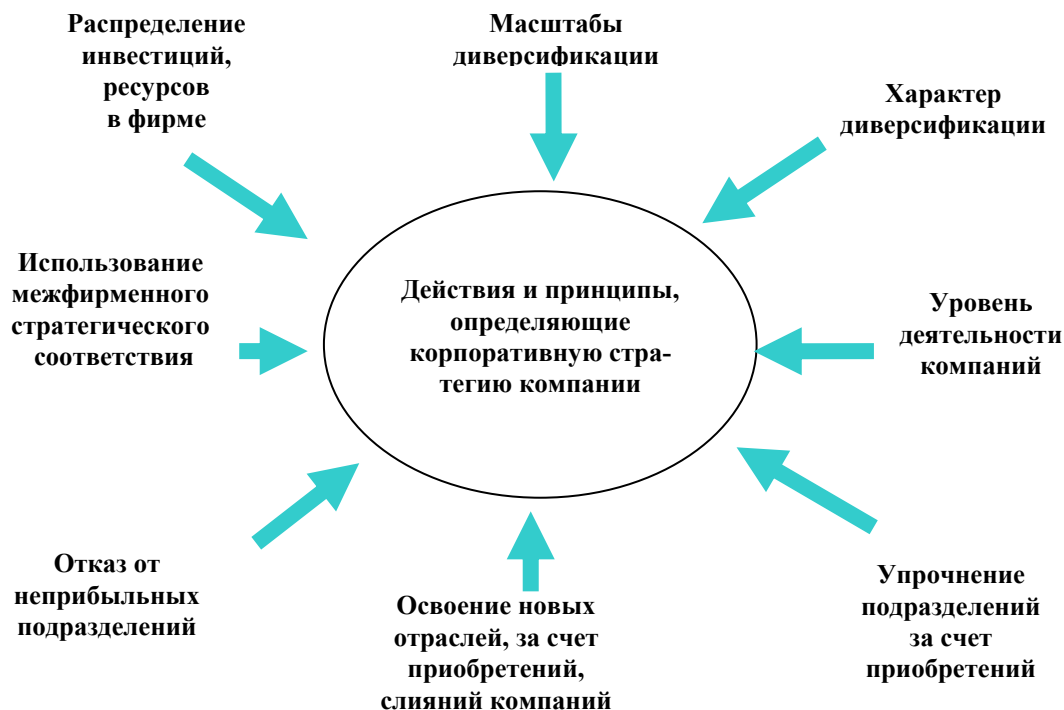 Распределение
инвестиций,
ресурсов
в фирме
Масштабы
диверсификации
Характер
диверсификации
Использование
межфирменного
стратегического
соответствия
Действия и принципы,
определяющие
корпоративную стра-
тегию компании
Уровень
деятельности
компаний
Отказ от
неприбыльных
подразделений
Освоение новых
отраслей, за счет
приобретений,
слияний компаний
Упрочнение
подразделений
за счет
приобретений